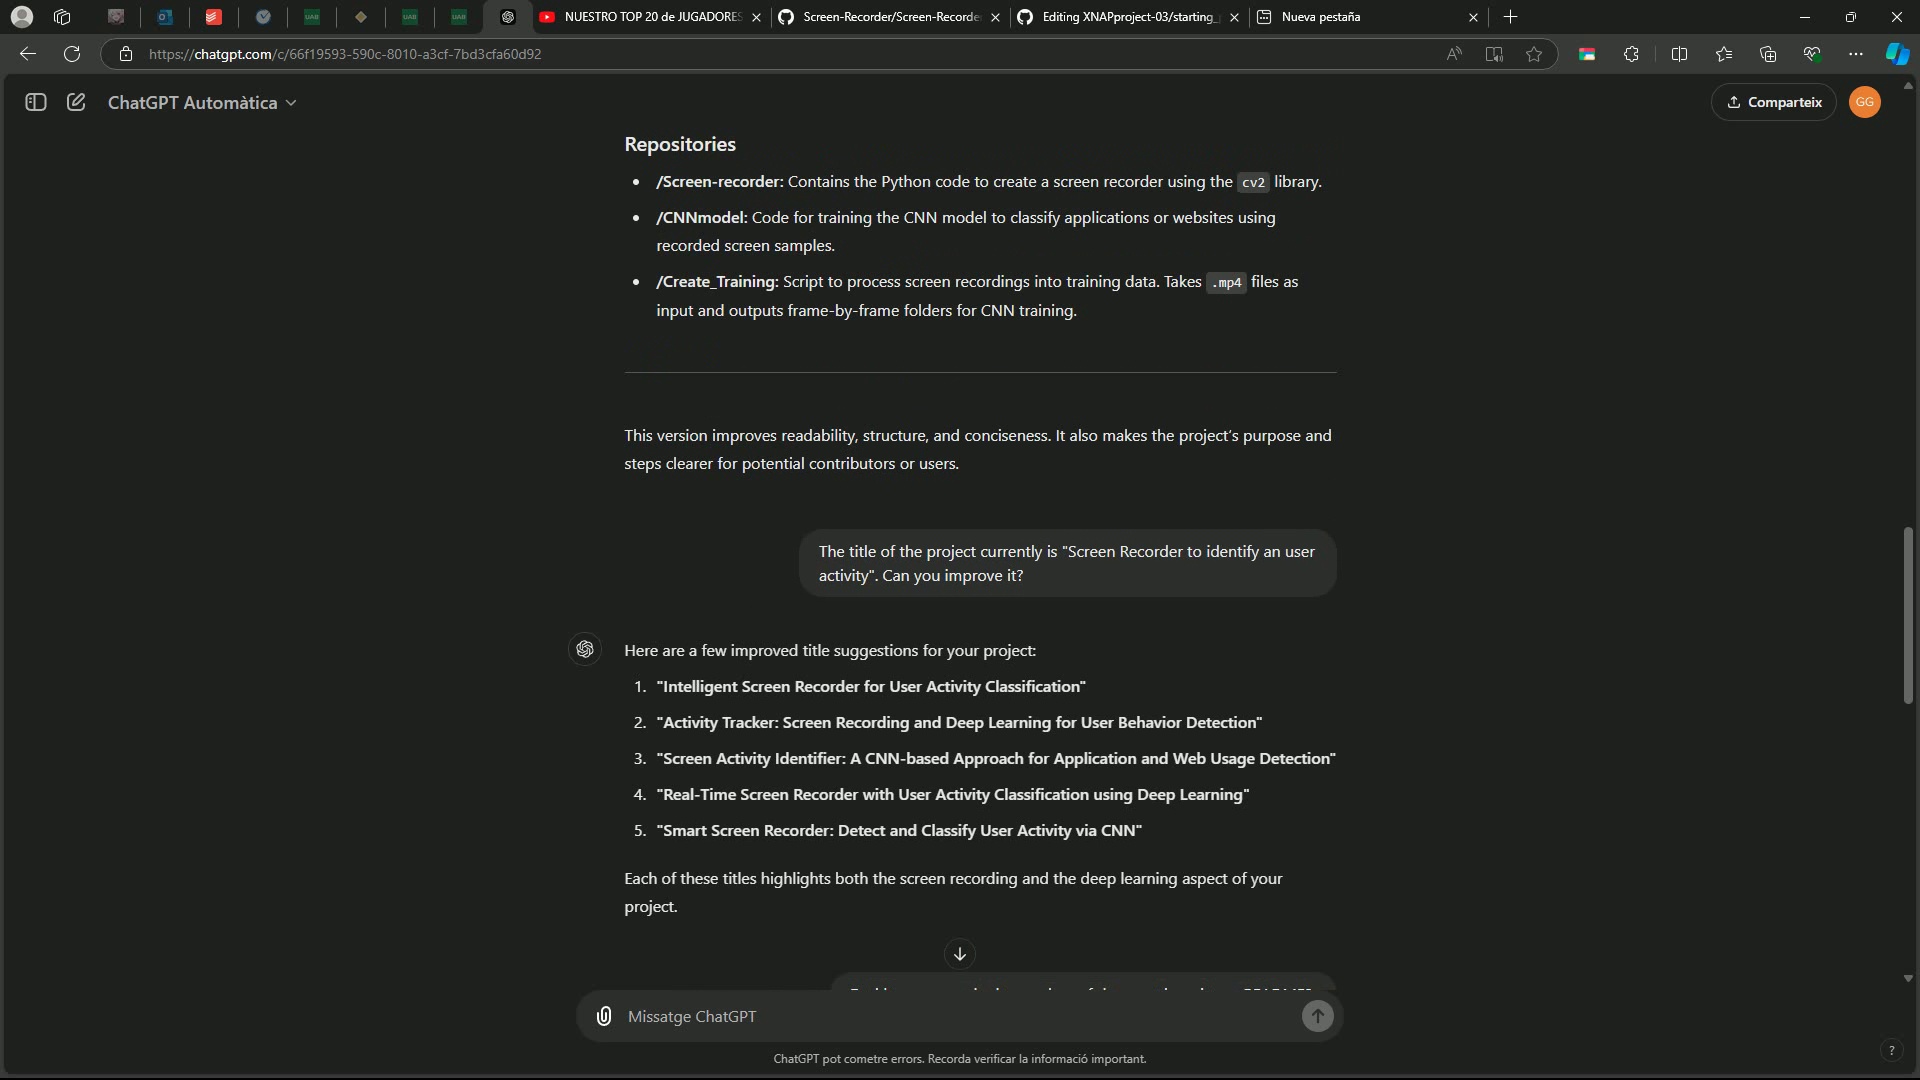 NUESTRO TOP 20 de JUGADORES
Screen-Recorder/Screen-Recorde
Editing XNAPproject-03/starting_
Nueva pestaña
https://chatgpt.com/c/66f19593-590c-8010-a3cf-7bd3cfa60d92
ChatGPT Automàtica
Comparteix
GG
Repositories
• /Screen-recorder: Contains the Python code to create a screen recorder using the cv2 library.
• /CNNmodel: Code for training the CNN model to classify applications or websites using
recorded screen samples.
• /Create_Training: Script to process screen recordings into training data. Takes .mp4 files as
input and outputs frame-by-frame folders for CNN training.
This version improves readability, structure, and conciseness. It also makes the project's purpose and
steps clearer for potential contributors or users.
The title of the project currently is "Screen Recorder to identify an user
activity". Can you improve it?
Here are a few improved title suggestions for your project:
1. "Intelligent Screen Recorder for User Activity Classification"
2. "Activity Tracker: Screen Recording and Deep Learning for User Behavior Detection"
3. "Screen Activity Identifier: A CNN-based Approach for Application and Web Usage Detection"
4. "Real-Time Screen Recorder with User Activity Classification using Deep Learning"
5. "Smart Screen Recorder: Detect and Classify User Activity via CNN"
Each of these titles highlights both the screen recording and the deep learning aspect of your
project.
Missatge ChatGPT
ChatGPT pot cometre errors. Recorda verificar la informació important.
?